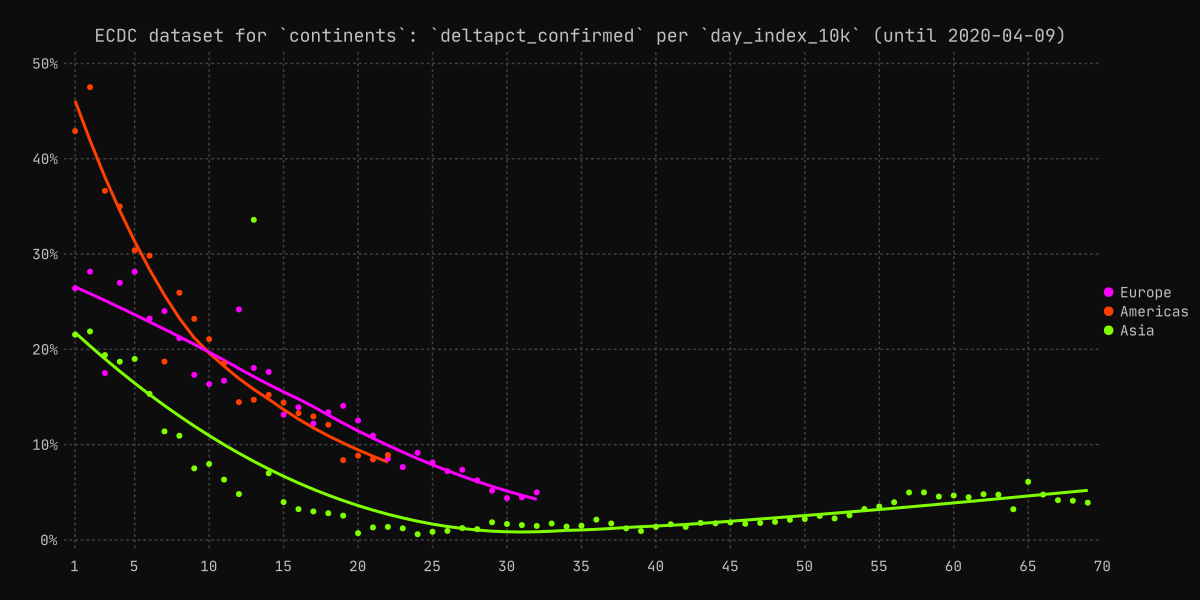 ECDC dataset for `continents`: `deltapct_confirmed` per `day_index_10k` (until 2020-04-09)
50%
40%
30%
20%
10%
0%
Europe
Americas
Asia
1 5 10 15 20 25 30 35 40 45 50 55 60 65 70